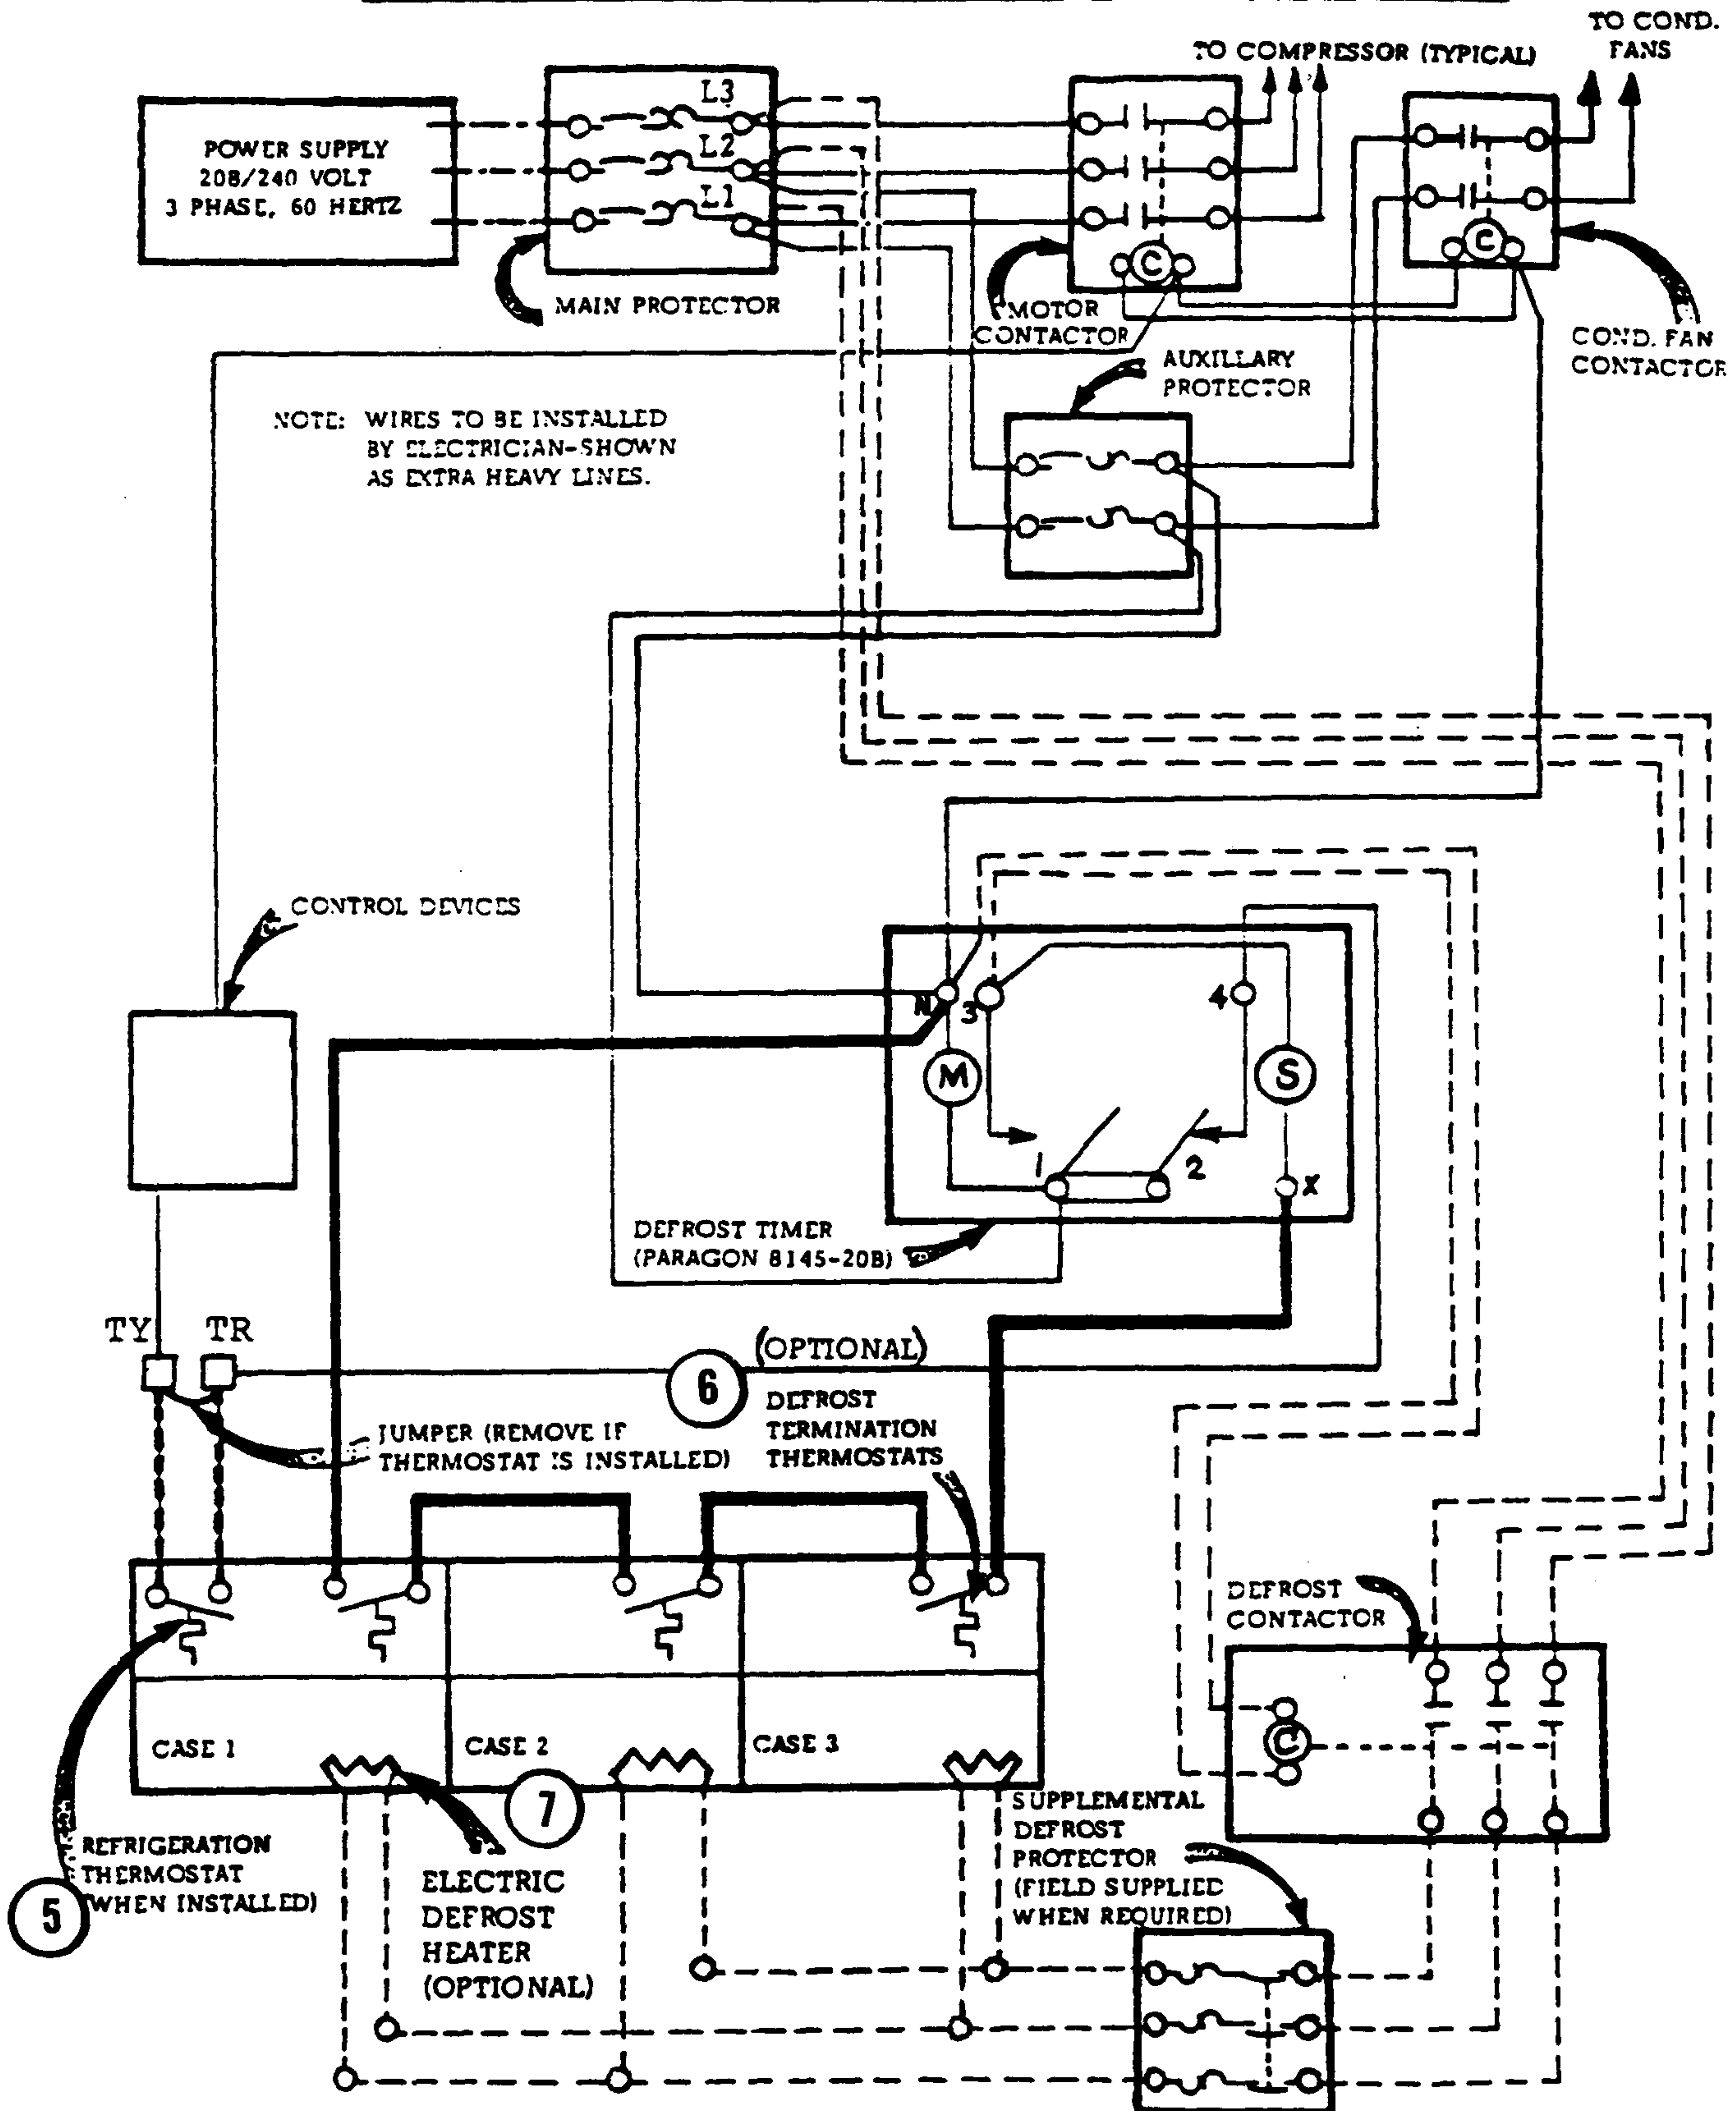 TO COND.
FANS
TO COMPRESSOR (TYPICAL)
L3
L2
L1
POWER SUPPLY
208/240 VOLT
3 PHASE, 60 HERTZ
MAIN PROTECTOR
C
C
MOTOR
CONTACTOR
COND. FAN
CONTACTOR
AUXILLARY
PROTECTOR
NOTE: WIRES TO BE INSTALLED
BY ELECTRICIAN-SHOWN
AS EXTRA HEAVY LINES.
CONTROL DEVICES
N
3
4
M
S
1
2
X
DEFROST TIMER
(PARAGON 8145-20B)
TY
TR
6
(OPTIONAL)
DEFROST
TERMINATION
THERMOSTATS
JUMPER (REMOVE IF
THERMOSTAT IS INSTALLED)
DEFROST
CONTACTOR
C
CASE 1
CASE 2
CASE 3
7
5
REFRIGERATION
THERMOSTAT
(WHEN INSTALLED)
ELECTRIC
DEFROST
HEATER
(OPTIONAL)
SUPPLEMENTAL
DEFROST
PROTECTOR
(FIELD SUPPLIED
WHEN REQUIRED)